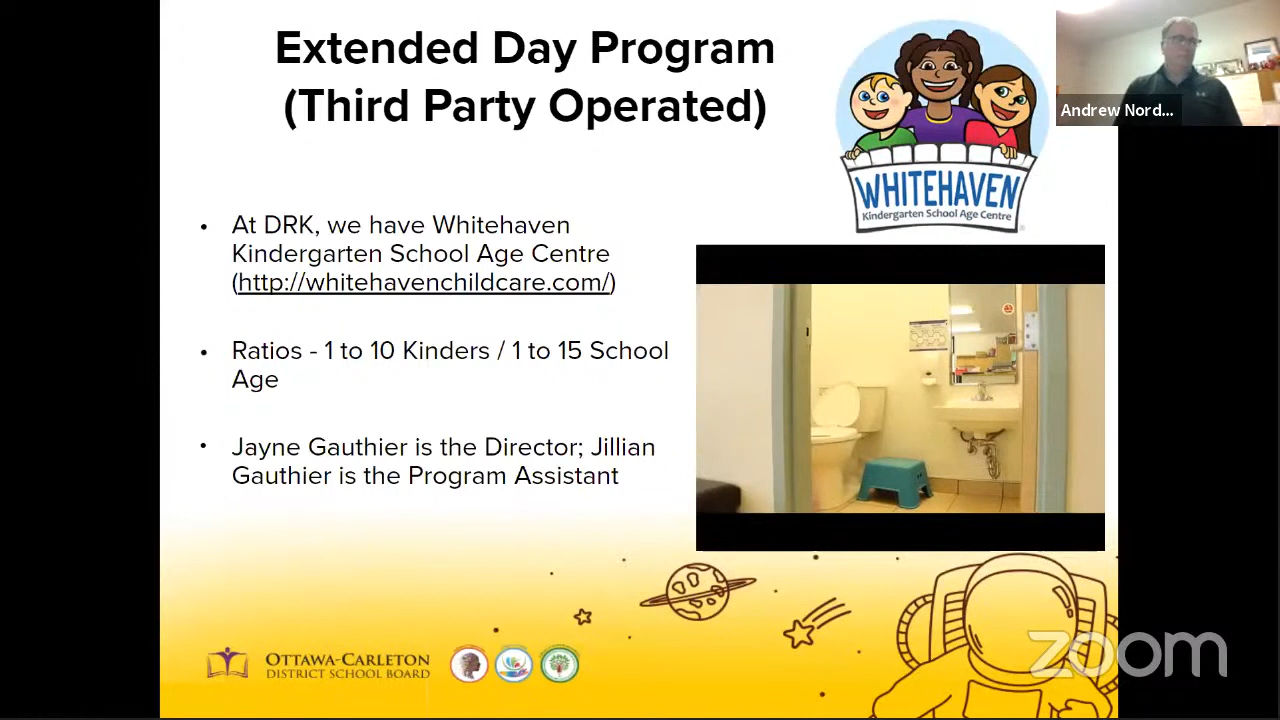 Extended Day Program
(Third Party Operated)
WHITEHAVEN
Kindergarten School Age Centre
Andrew Nord...
• At DRK, we have Whitehaven
Kindergarten School Age Centre
(http://whitehavenchildcare.com/)
• Ratios - 1 to 10 Kinders / 1 to 15 School
Age
• Jayne Gauthier is the Director; Jillian
Gauthier is the Program Assistant
OTTAWA-CARLETON
DISTRICT SCHOOL BOARD
zoom